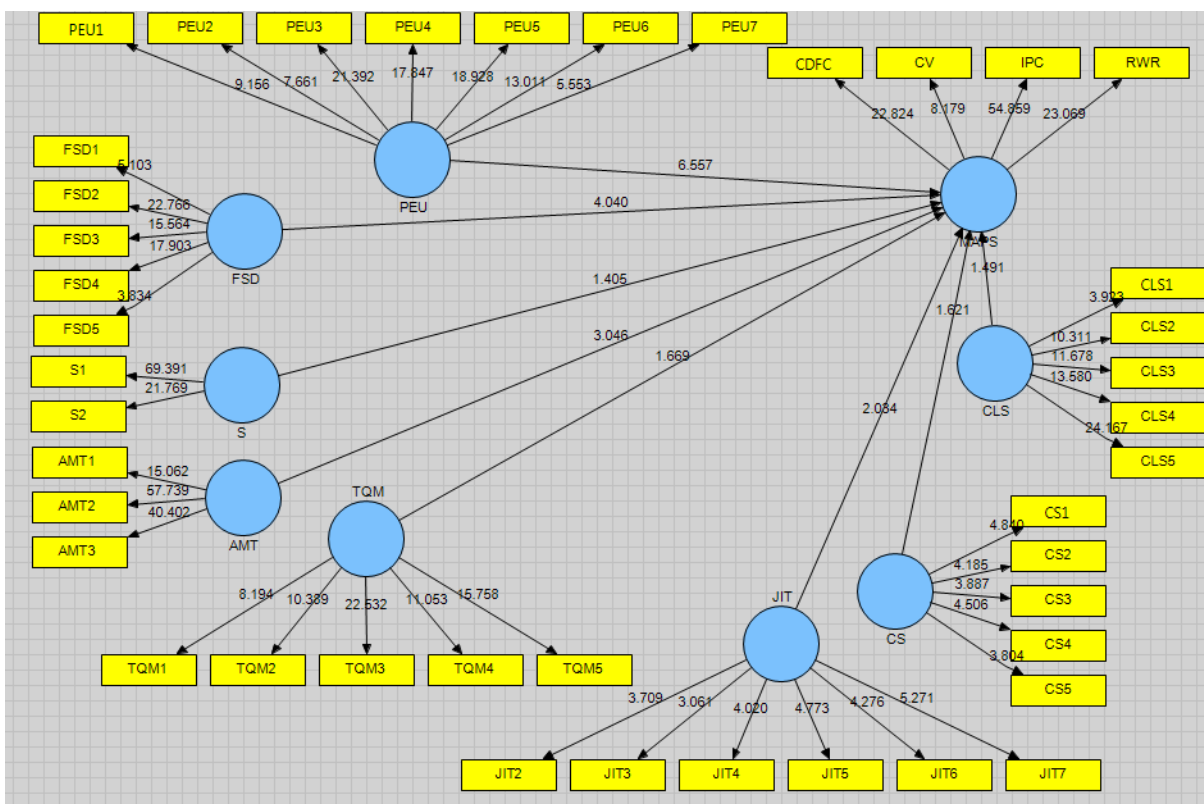 PEU1 PEU2 PEU3 PEU4 PEU5 PEU6 PEU7
9.156 7.661 21.392 17.847 18.928 13.011 5.553
PEU
CDFC CV IPC RWR
22.824 8.179 54.859 23.069
MAPS
6.557
4.040
1.405
3.046
1.669
2.034
1.621
1.491
FSD1
FSD2
FSD3
FSD4
FSD5
5.103
22.766
15.564
17.903
3.834
FSD
S1
S2
69.391
21.769
S
AMT1
AMT2
AMT3
15.062
57.739
40.402
AMT
TQM
8.194 10.389 22.532 11.053 15.758
TQM1 TQM2 TQM3 TQM4 TQM5
JIT
3.709 3.061 4.020 4.773 4.276 5.271
JIT2 JIT3 JIT4 JIT5 JIT6 JIT7
CLS
3.923
10.311
11.678
13.580
24.167
CLS1
CLS2
CLS3
CLS4
CLS5
CS
4.840
4.185
3.887
4.506
3.804
CS1
CS2
CS3
CS4
CS5